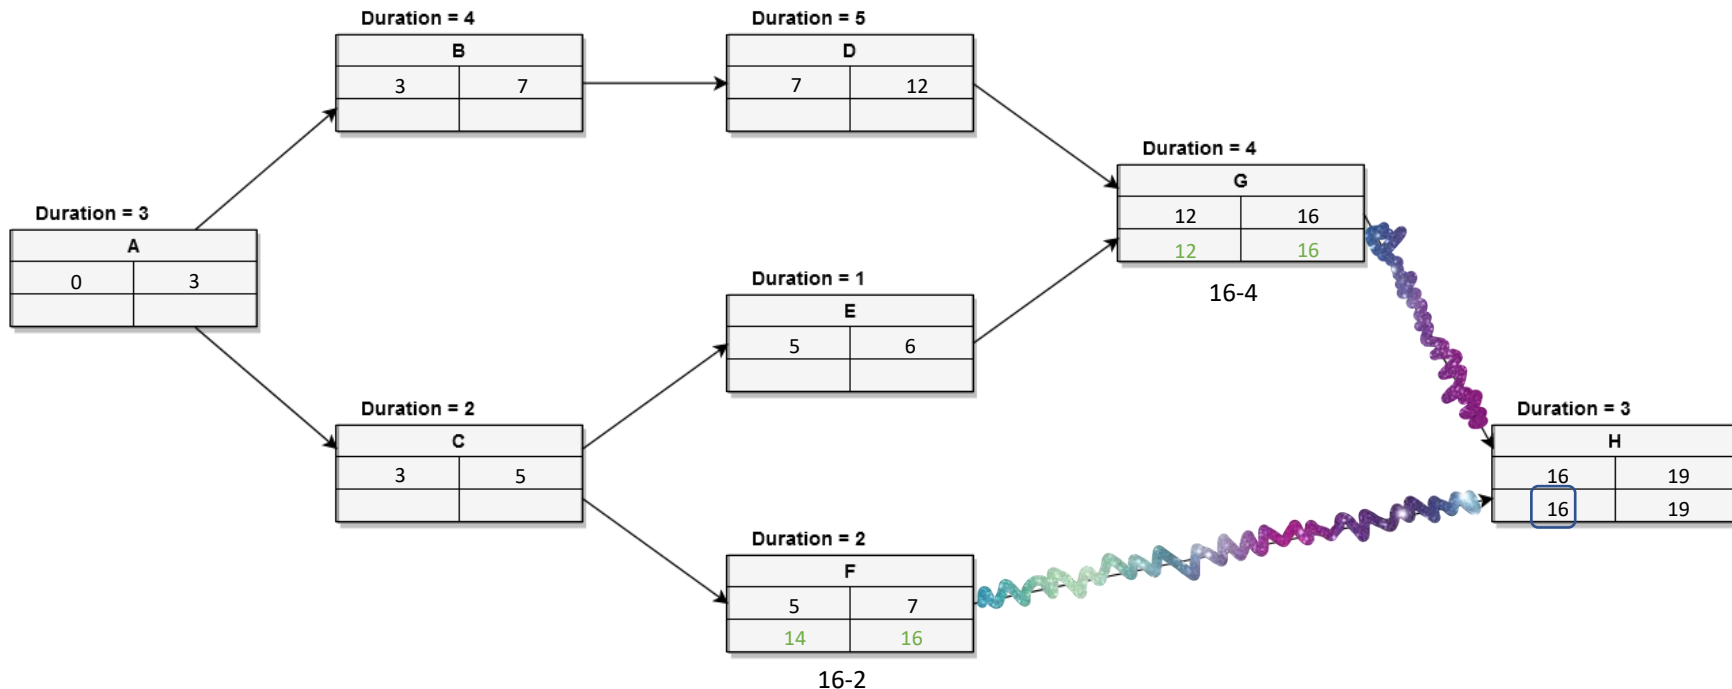 Duration = 4
B
3 7
Duration = 5
D
7 12
Duration = 4
G
12 16
12 16
16-4
Duration = 3
A
0 3
Duration = 1
E
5 6
Duration = 2
C
3 5
Duration = 3
H
16 19
16 19
Duration = 2
F
5 7
14 16
16-2